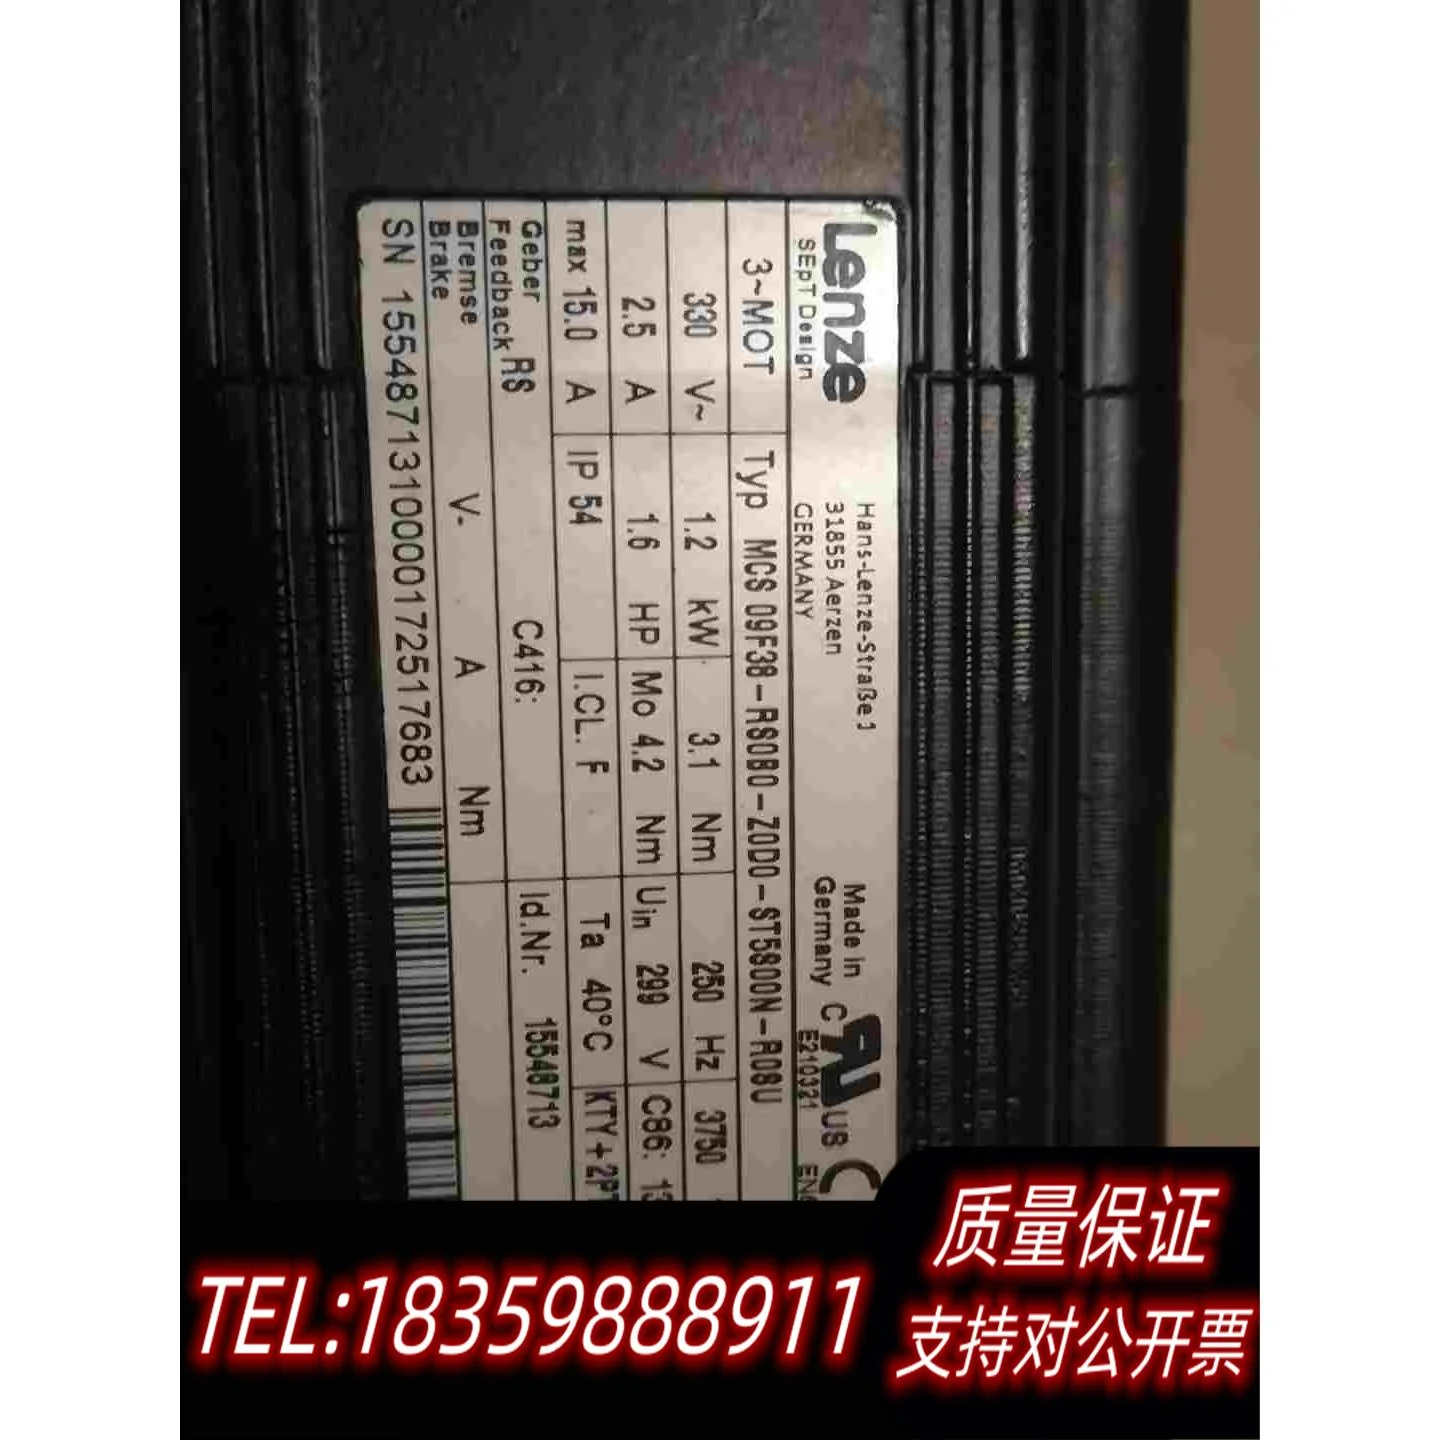 Lenze
SEpT Design
Hans-Lenze-Straße 1
31855 Aerzen
GERMANY
Made in
Germany
C US
E210321
3~MOT Typ MCS 09F38-RS0B0-Z0D0-ST5S00N-R0SU
330 V~ 1.2 kW 3.1 Nm 250 Hz 3750
2.5 A 1.6 HP Mo 4.2 Nm Uin 299 V C86:
max 15.0 A IP 54 I.CL. F Ta 40°C
Geber
Feedback RS C416: Id.Nr. 15548713
Bremse
Brake V- A Nm
SN 1554871310000172517683
质量保证
TEL:18359888911
支持对公开票